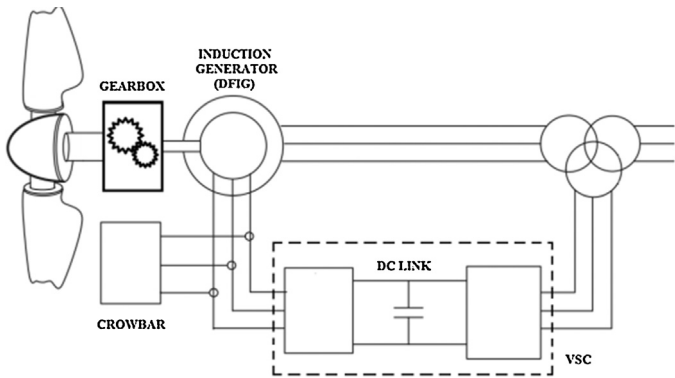 INDUCTION
GENERATOR
(DFIG)
GEARBOX
DC LINK
CROWBAR
VSC